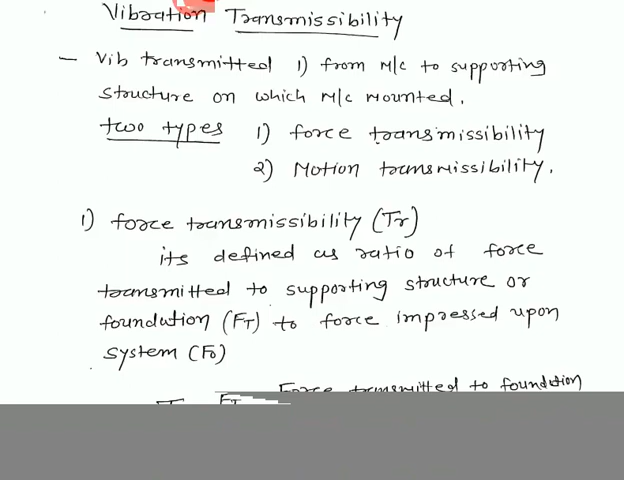 Vibration Transmissibility
- Vib transmitted 1) from M/c to supporting
structure on which M/c Mounted.
two types 1) force transmissibility
2) Motion transmissibility.
1) force transmissibility (Tr)
its defined as ratio of force
transmitted to supporting structure or
foundation (FT) to force impressed upon
system (Fo)
Force transmitted to foundation
FT